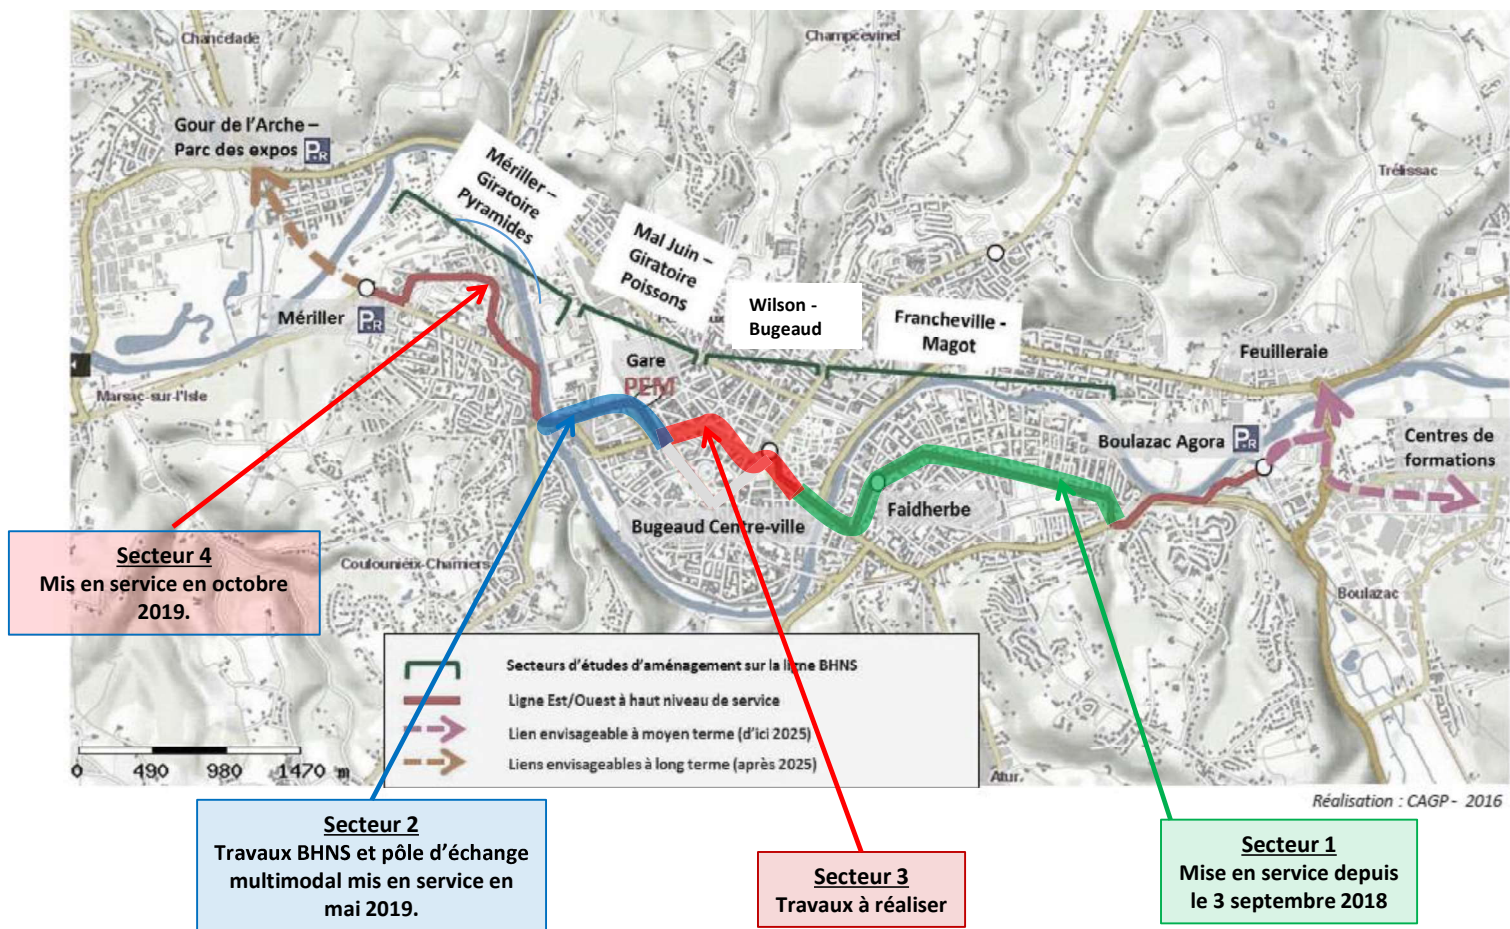 Chancelade
Champcevinel
Gour de l'Arche –
Parc des expos P+R
Mériller –
Giratoire
Pyramides
Mal Juin –
Giratoire
Poissons
Wilson -
Bugeaud
Francheville -
Magot
Trélissac
Mériller P+R
Gare
PEM
Feuilleraie
Marsac-sur-l'Isle
Boulazac Agora P+R
Centres de
formations
Faidherbe
Bugeaud Centre-ville
Coulounieix-Chamiers
Boulazac
Atur.
Secteur 4
Mis en service en octobre
2019.
Secteurs d'études d'aménagement sur la ligne BHNS
Ligne Est/Ouest à haut niveau de service
Lien envisageable à moyen terme (d'ici 2025)
Liens envisageables à long terme (après 2025)
0 490 980 1470 m
Réalisation : CAGP - 2016
Secteur 2
Travaux BHNS et pôle d'échange
multimodal mis en service en
mai 2019.
Secteur 3
Travaux à réaliser
Secteur 1
Mise en service depuis
le 3 septembre 2018